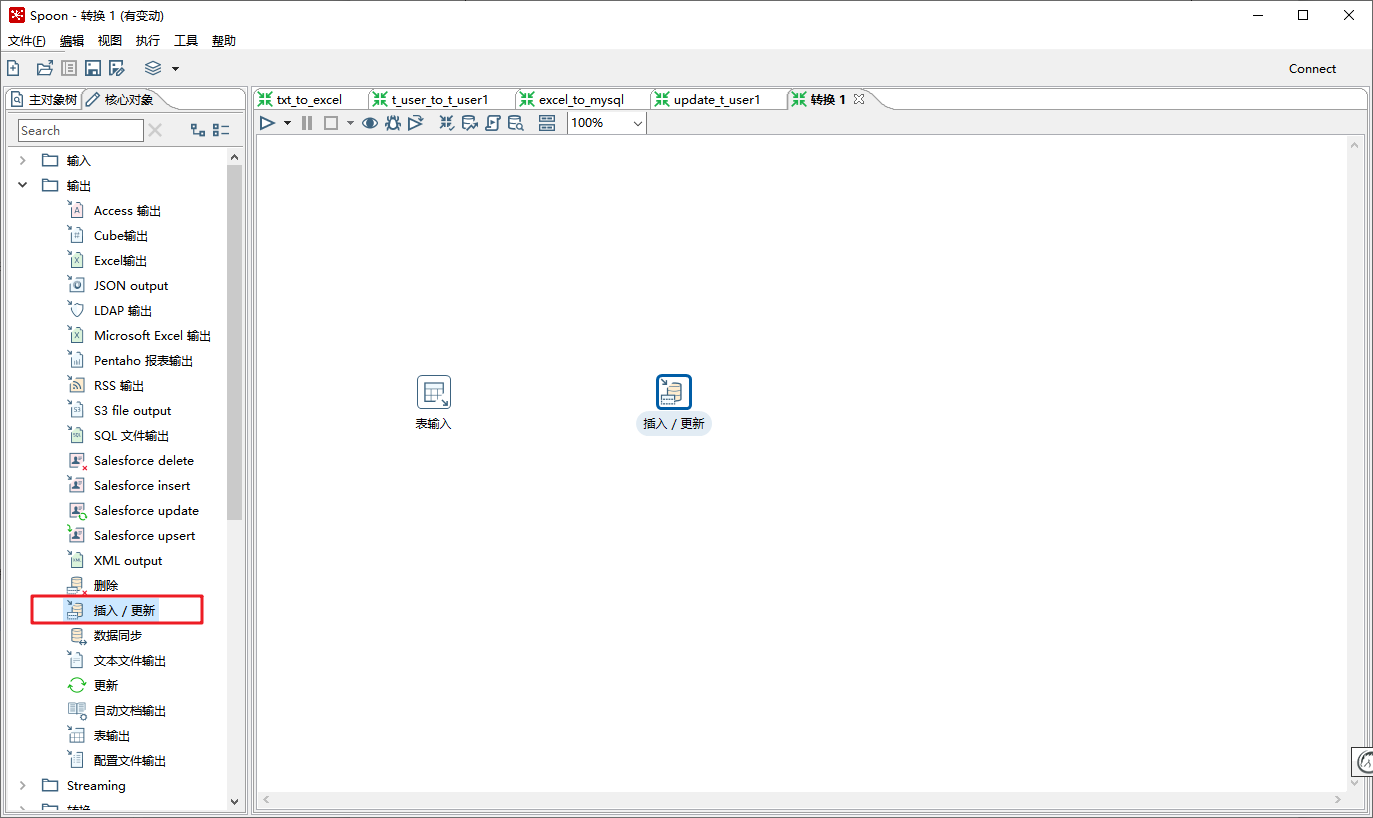 Spoon - 转换 1 (有变动)
文件(F) 编辑 视图 执行 工具 帮助
Connect
主对象树 核心对象
txt_to_excel t_user_to_t_user1 excel_to_mysql update_t_user1 转换 1
100%
Search
输入
输出
Access 输出
Cube输出
Excel输出
JSON output
LDAP 输出
Microsoft Excel 输出
Pentaho 报表输出
RSS 输出
S3 file output
SQL 文件输出
Salesforce delete
Salesforce insert
Salesforce update
Salesforce upsert
XML output
删除
插入 / 更新
数据同步
文本文件输出
更新
自动文档输出
表输出
配置文件输出
Streaming
转换
表输入
插入 / 更新